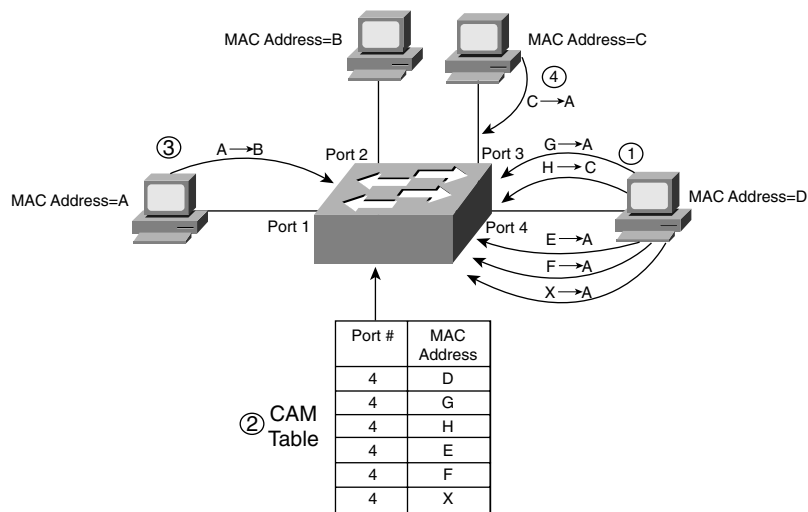 MAC Address=B
MAC Address=C
④
C→A
③
A→B
Port 2
Port 3
G→A
①
H→C
MAC Address=A
MAC Address=D
Port 1
Port 4
E→A
F→A
X→A
Port # MAC Address
4 D
4 G
4 H
4 E
4 F
4 X
② CAM
Table